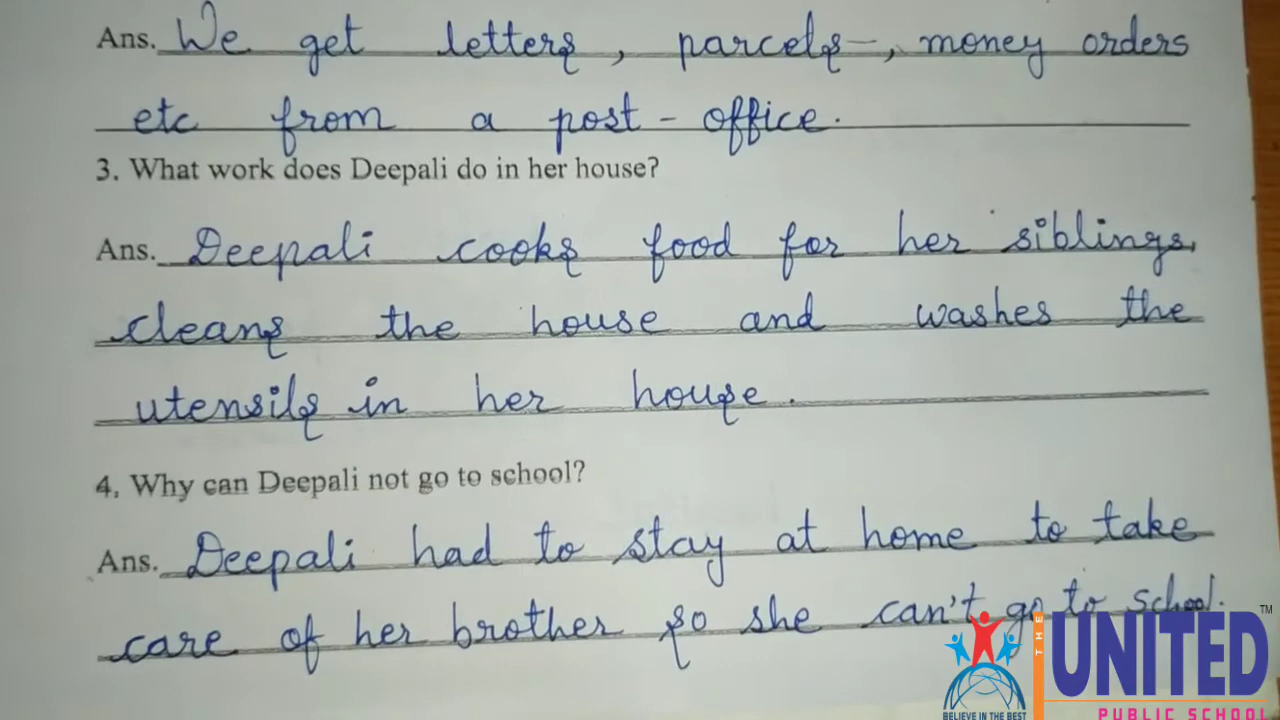 Ans. We get letters, parcels, money orders
etc from a post-office.
3. What work does Deepali do in her house?
Ans. Deepali cooks food for her siblings,
cleans the house and washes the
utensils in her house.
4. Why can Deepali not go to school?
Ans. Deepali had to stay at home to take
care of her brother so she can't go to school.
THE UNITED TM
PUBLIC SCHOOL
BELIEVE IN THE BEST